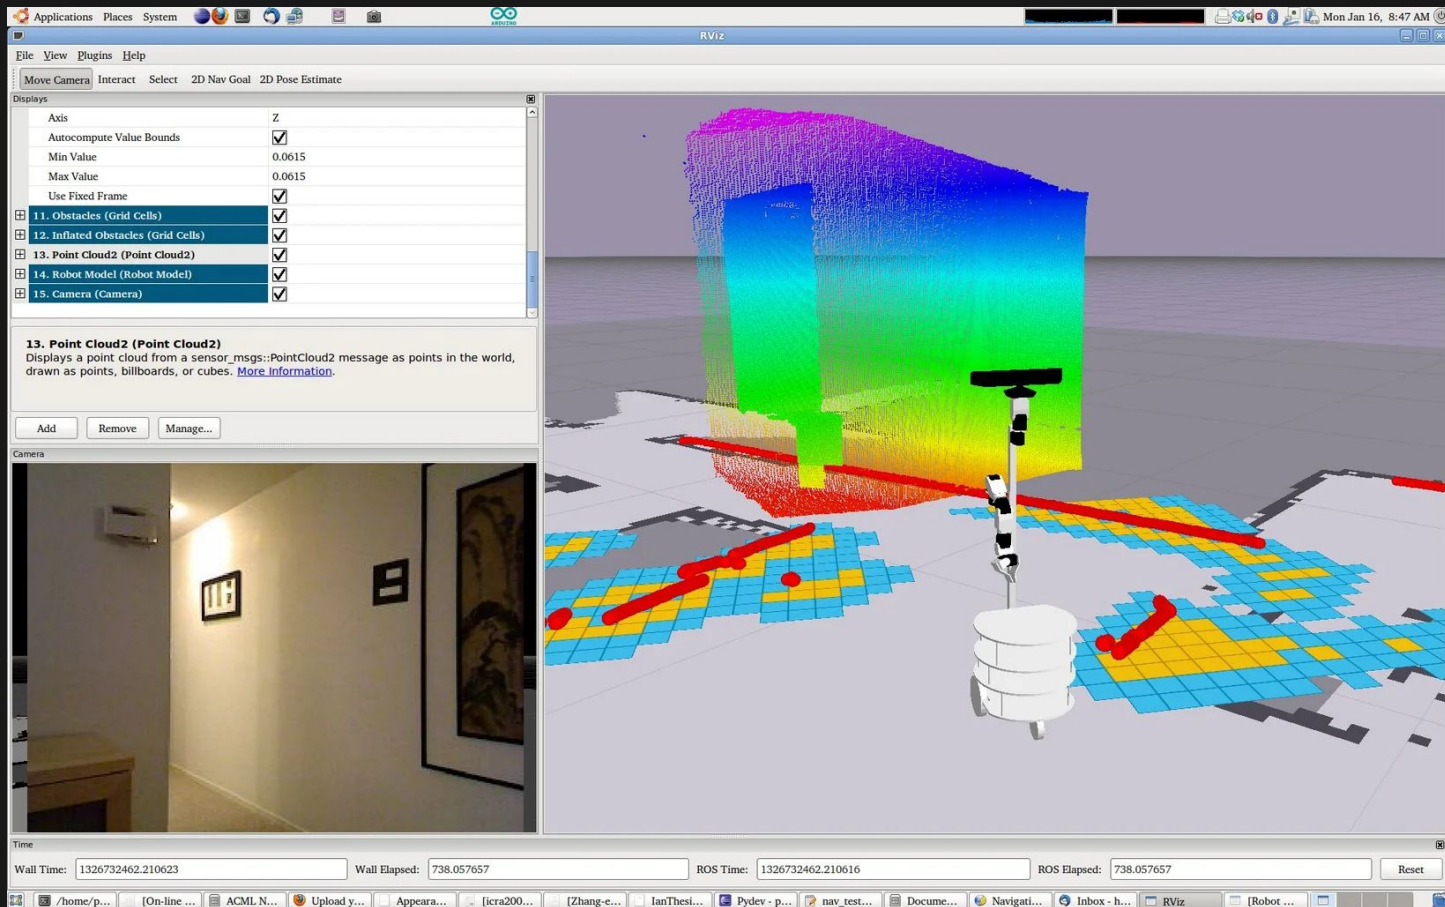 Applications Places System
ARDUINO
Mon Jan 16, 8:47 AM
RViz
File View Plugins Help
Move Camera Interact Select 2D Nav Goal 2D Pose Estimate
Displays
Axis Z
Autocompute Value Bounds
Min Value 0.0615
Max Value 0.0615
Use Fixed Frame
11. Obstacles (Grid Cells)
12. Inflated Obstacles (Grid Cells)
13. Point Cloud2 (Point Cloud2)
14. Robot Model (Robot Model)
15. Camera (Camera)
13. Point Cloud2 (Point Cloud2)
Displays a point cloud from a sensor_msgs::PointCloud2 message as points in the world,
drawn as points, billboards, or cubes. More Information.
Add Remove Manage...
Camera
Time
Wall Time: 1326732462.210623 Wall Elapsed: 738.057657 ROS Time: 1326732462.210616 ROS Elapsed: 738.057657 Reset
/home/p... [On-line ... ACML N... Upload y... Appeara... [icra200... [Zhang-e... IanThesi... Pydev - p... nav_test... Docume... Navigati... Inbox - h... RViz [Robot ...